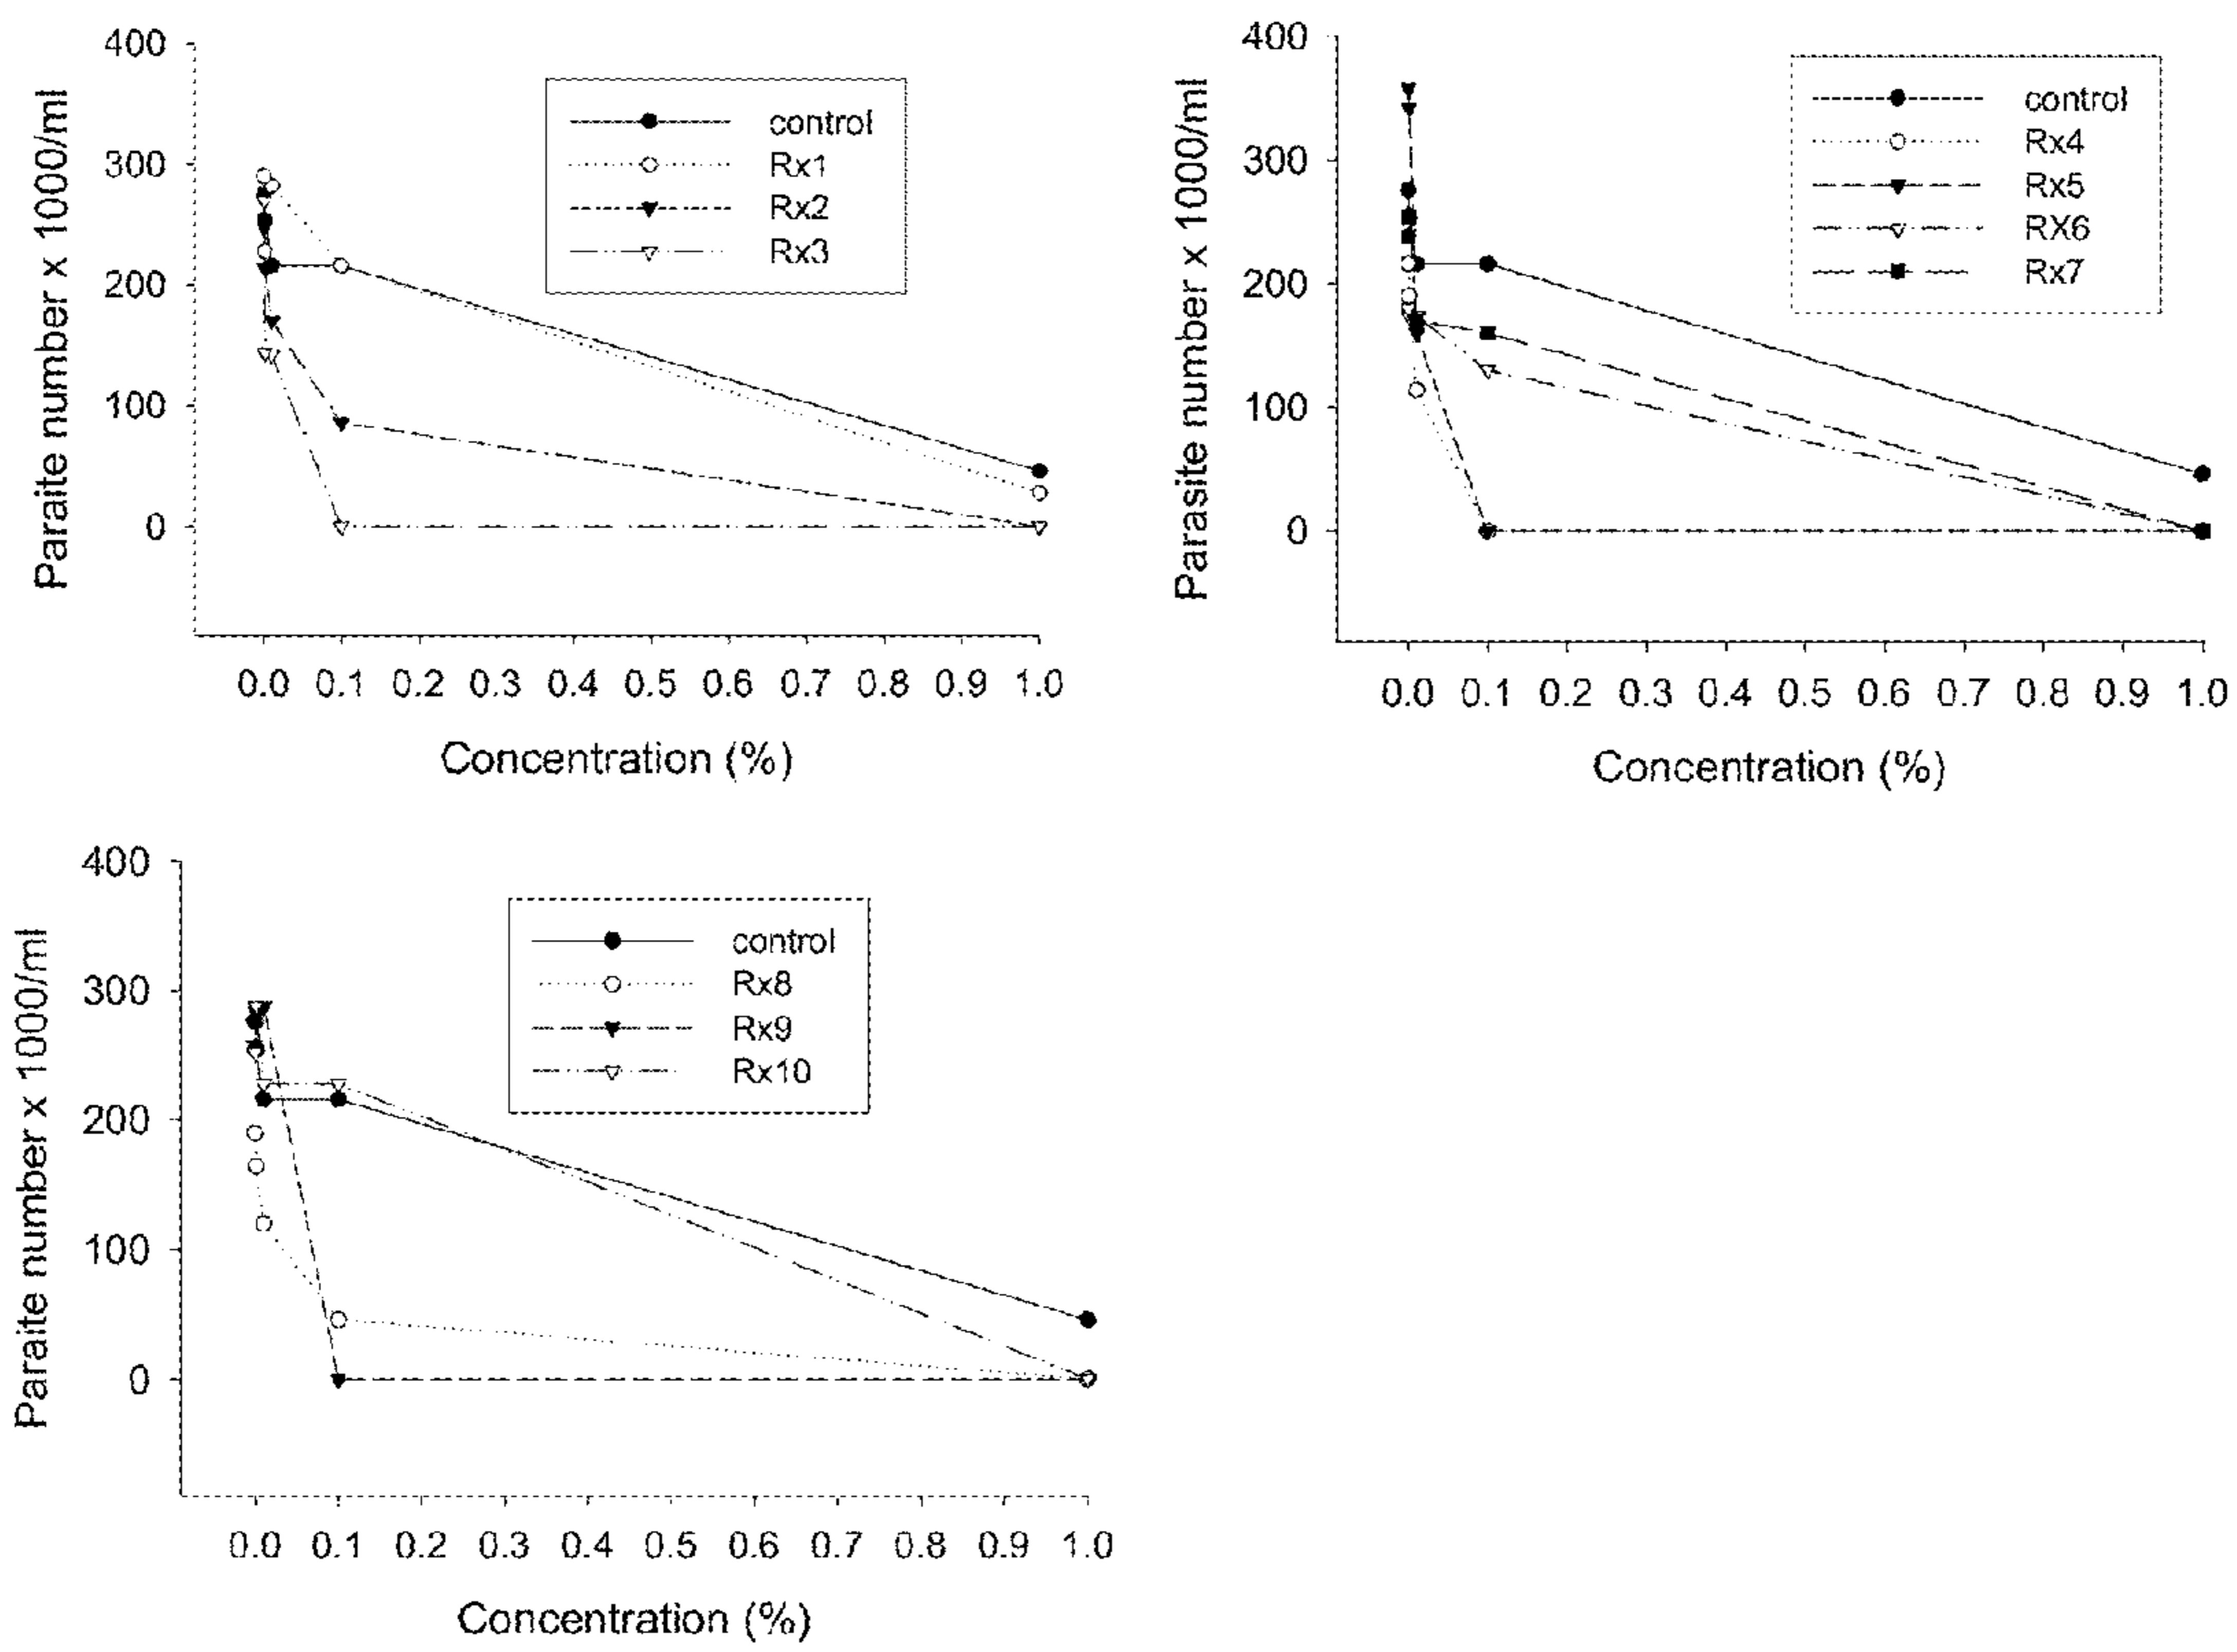 400
300
200
100
0
Paraite number x 1000/ml
control
Rx1
Rx2
Rx3
0.0 0.1 0.2 0.3 0.4 0.5 0.6 0.7 0.8 0.9 1.0
Concentration (%)
400
300
200
100
0
Parasite number x 1000/ml
control
Rx4
Rx5
RX6
Rx7
0.0 0.1 0.2 0.3 0.4 0.5 0.6 0.7 0.8 0.9 1.0
Concentration (%)
400
300
200
100
0
Paraite number x 1000/ml
control
Rx8
Rx9
Rx10
0.0 0.1 0.2 0.3 0.4 0.5 0.6 0.7 0.8 0.9 1.0
Concentration (%)